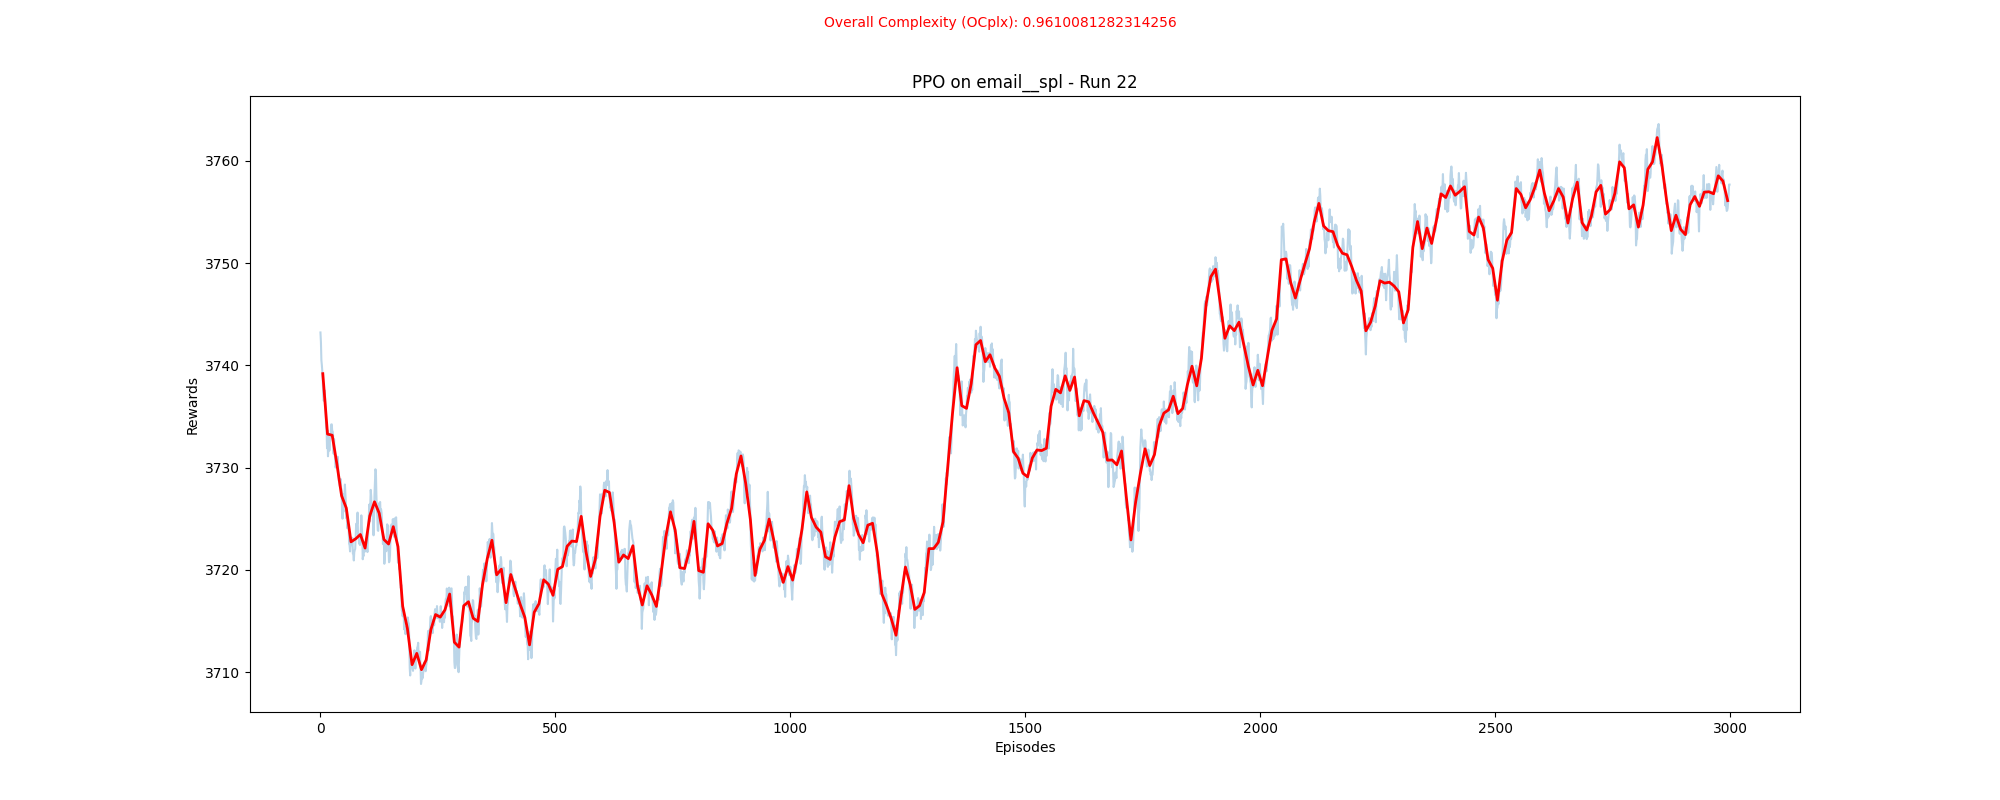 Overall Complexity (OCplx): 0.9610081282314256
PPO on email__spl - Run 22
3760
3750
3740
3730
3720
3710
Rewards
0 500 1000 1500 2000 2500 3000
Episodes